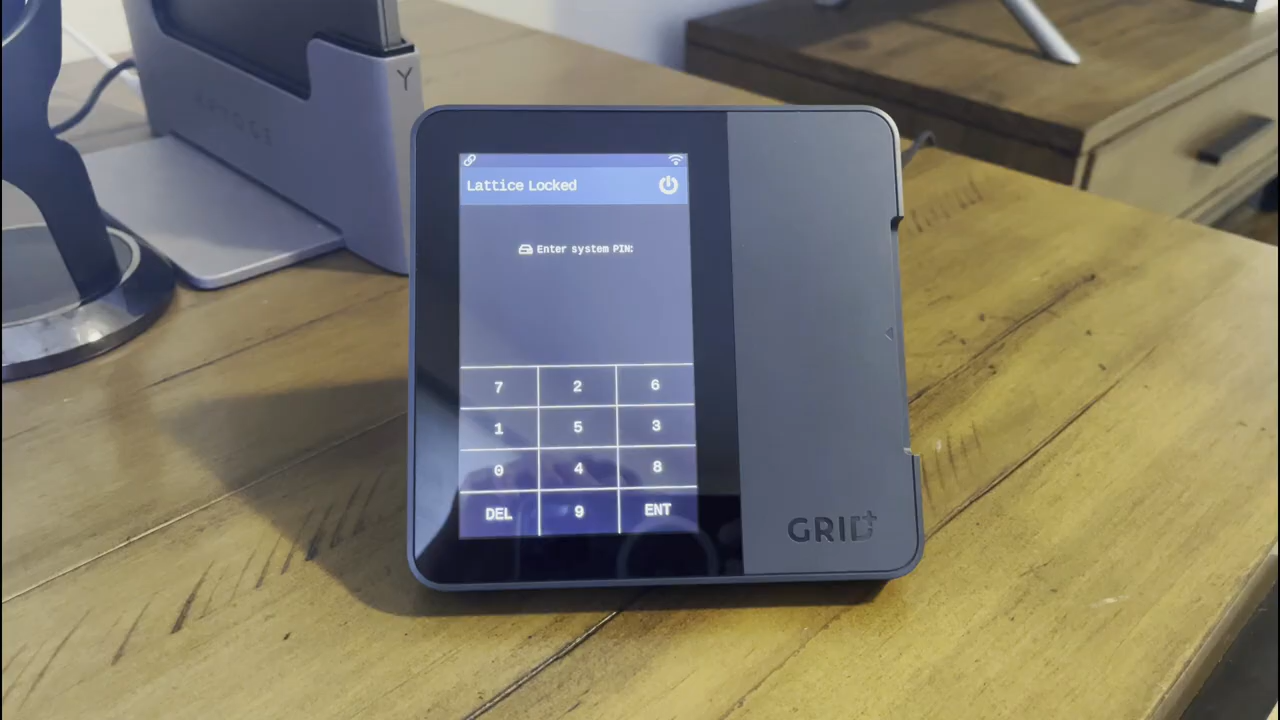 Lattice Locked
Enter system PIN:
7 2 6
1 5 3
0 4 8
DEL 9 ENT
GRID+
Y